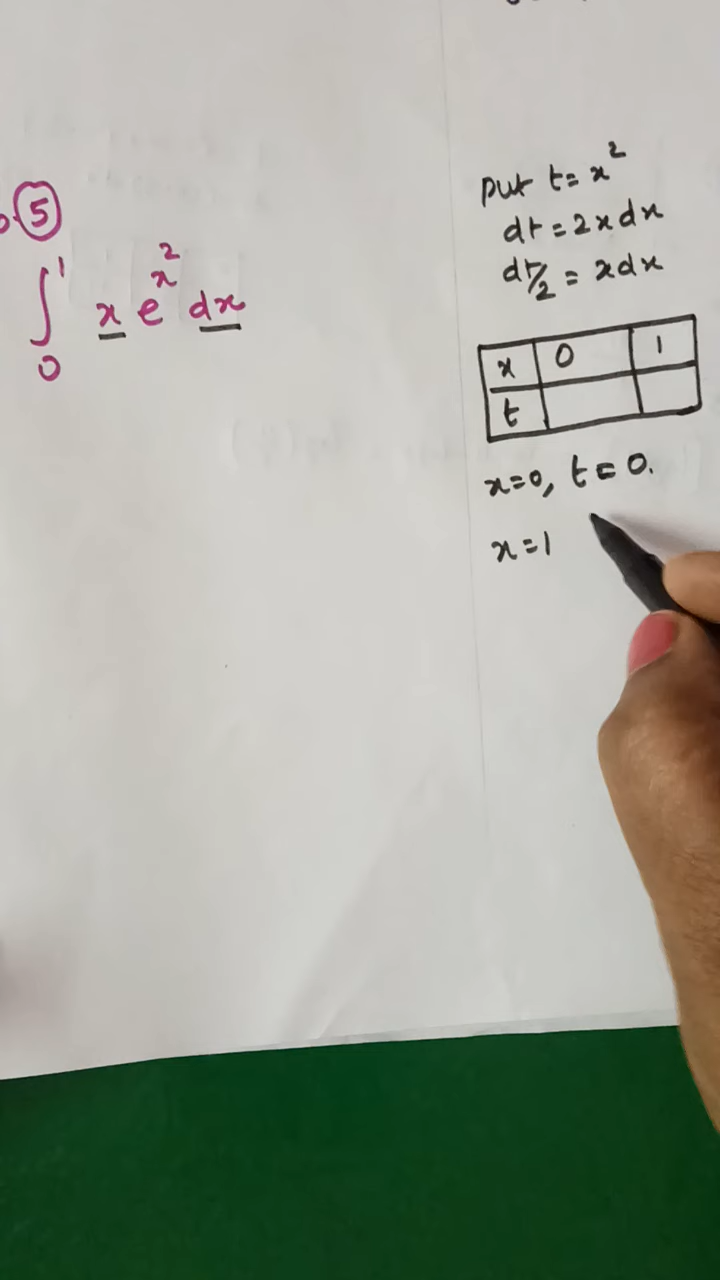 5
∫₀¹ x e^x² dx
put t = x²
dt = 2x dx
dt/2 = x dx
x 0 1
t
x=0, t = 0.
x=1